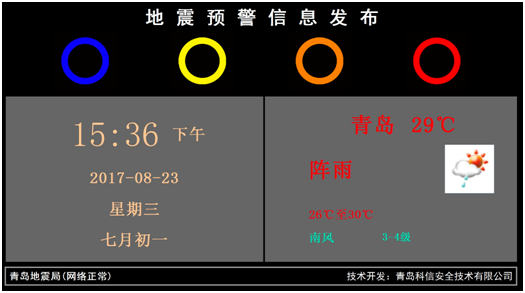 地震预警信息发布
15:36 下午
2017-08-23
星期三
七月初一
青岛 29℃
阵雨
26℃至30℃
南风 3-4级
青岛地震局(网络正常) 技术开发：青岛科信安全技术有限公司